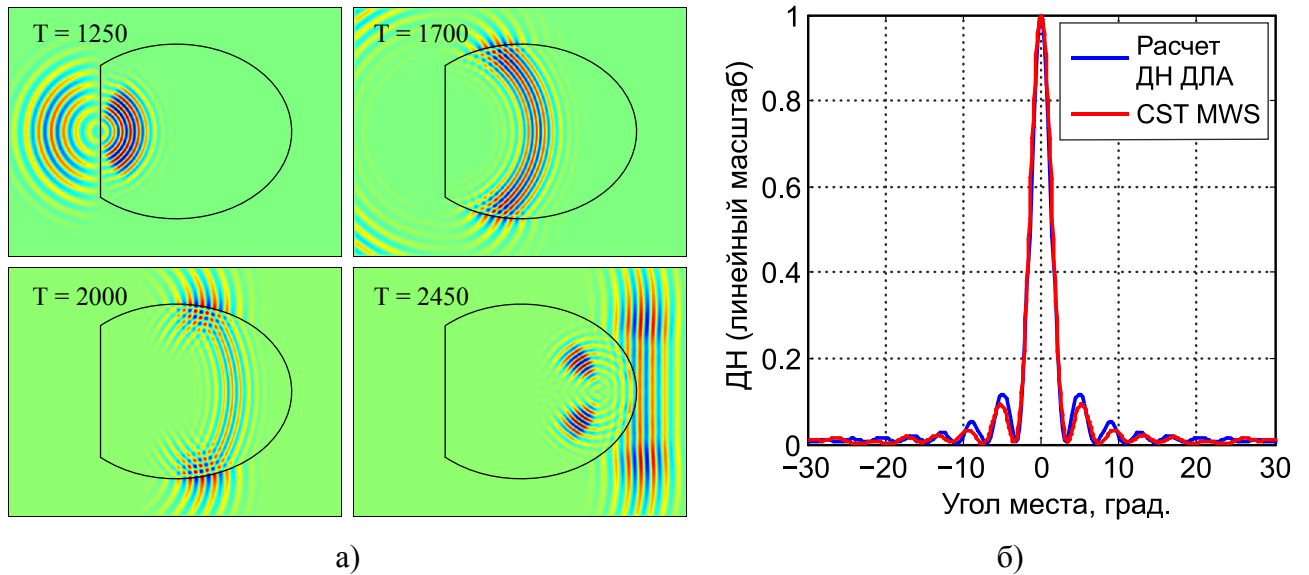 T = 1250
T = 1700
T = 2000
T = 2450
а)
ДН (линейный масштаб)
1
0.8
0.6
0.4
0.2
0
−30
−20
−10
0
10
20
30
Угол места, град.
Расчет
ДН ДЛА
CST MWS
б)